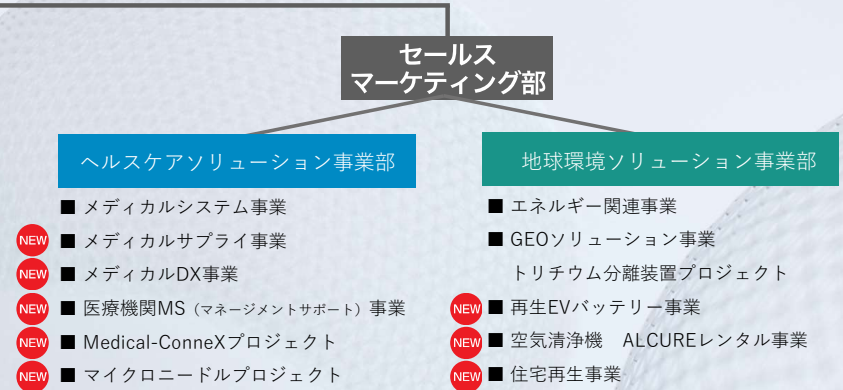 セールス
マーケティング部
ヘルスケアソリューション事業部
■ メディカルシステム事業
NEW ■ メディカルサプライ事業
NEW ■ メディカルDX事業
NEW ■ 医療機関MS（マネージメントサポート）事業
NEW ■ Medical-ConneXプロジェクト
NEW ■ マイクロニードルプロジェクト
地球環境ソリューション事業部
■ エネルギー関連事業
■ GEOソリューション事業
トリチウム分離装置プロジェクト
NEW ■ 再生EVバッテリー事業
NEW ■ 空気清浄機　ALCUREレンタル事業
NEW ■ 住宅再生事業